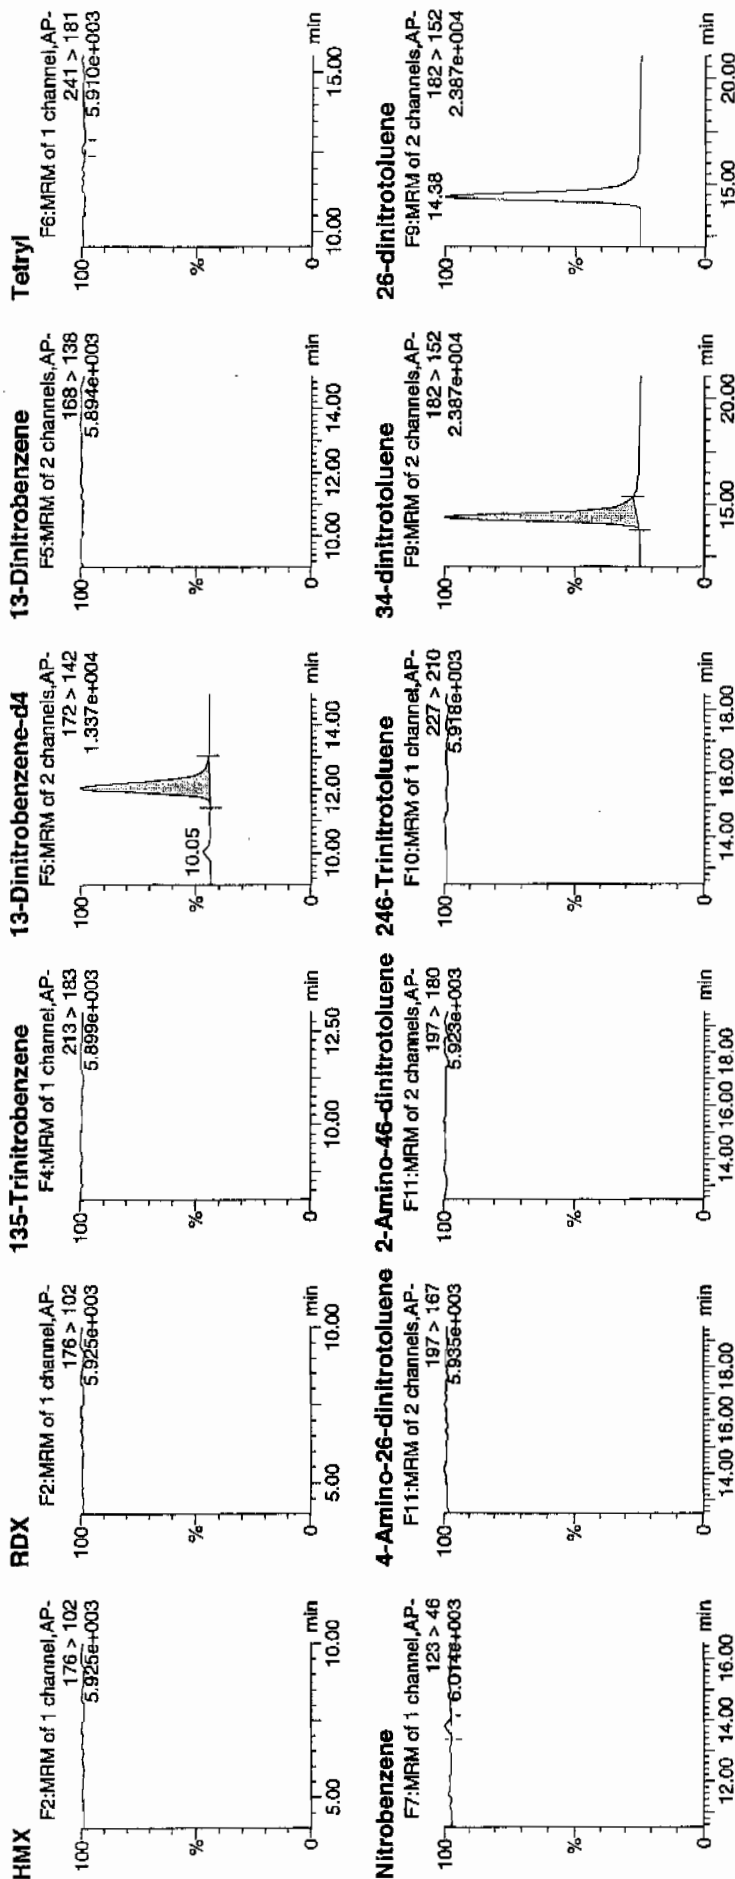 HMX
F2:MRM of 1 channel,AP-
176 > 102
5.925e+003
100
%
0
5.00 10.00 min
RDX
F2:MRM of 1 channel,AP-
176 > 102
5.925e+003
100
%
0
5.00 10.00 min
135-Trinitrobenzene
F4:MRM of 1 channel,AP-
213 > 183
5.899e+003
100
%
0
10.00 12.50 min
13-Dinitrobenzene-d4
F5:MRM of 2 channels,AP-
172 > 142
1.337e+004
100
%
10.05
0
10.00 12.00 14.00 min
13-Dinitrobenzene
F5:MRM of 2 channels,AP-
168 > 138
5.894e+003
100
%
0
10.00 12.00 14.00 min
Tetryl
F6:MRM of 1 channel,AP-
241 > 181
5.910e+003
100
%
0
10.00 15.00 min
Nitrobenzene
F7:MRM of 1 channel,AP-
123 > 46
6.014e+003
100
%
0
12.00 14.00 16.00 min
4-Amino-26-dinitrotoluene
F11:MRM of 2 channels,AP-
197 > 167
5.935e+003
100
%
0
14.00 16.00 18.00 min
2-Amino-46-dinitrotoluene
F11:MRM of 2 channels,AP-
197 > 180
5.923e+003
100
%
0
14.00 16.00 18.00 min
246-Trinitrotoluene
F10:MRM of 1 channel,AP-
227 > 210
5.918e+003
100
%
0
14.00 16.00 18.00 min
34-dinitrotoluene
F9:MRM of 2 channels,AP-
182 > 152
2.387e+004
100
%
0
15.00 20.00 min
26-dinitrotoluene
F9:MRM of 2 channels,AP-
14.38
182 > 152
2.387e+004
100
%
0
15.00 20.00 min